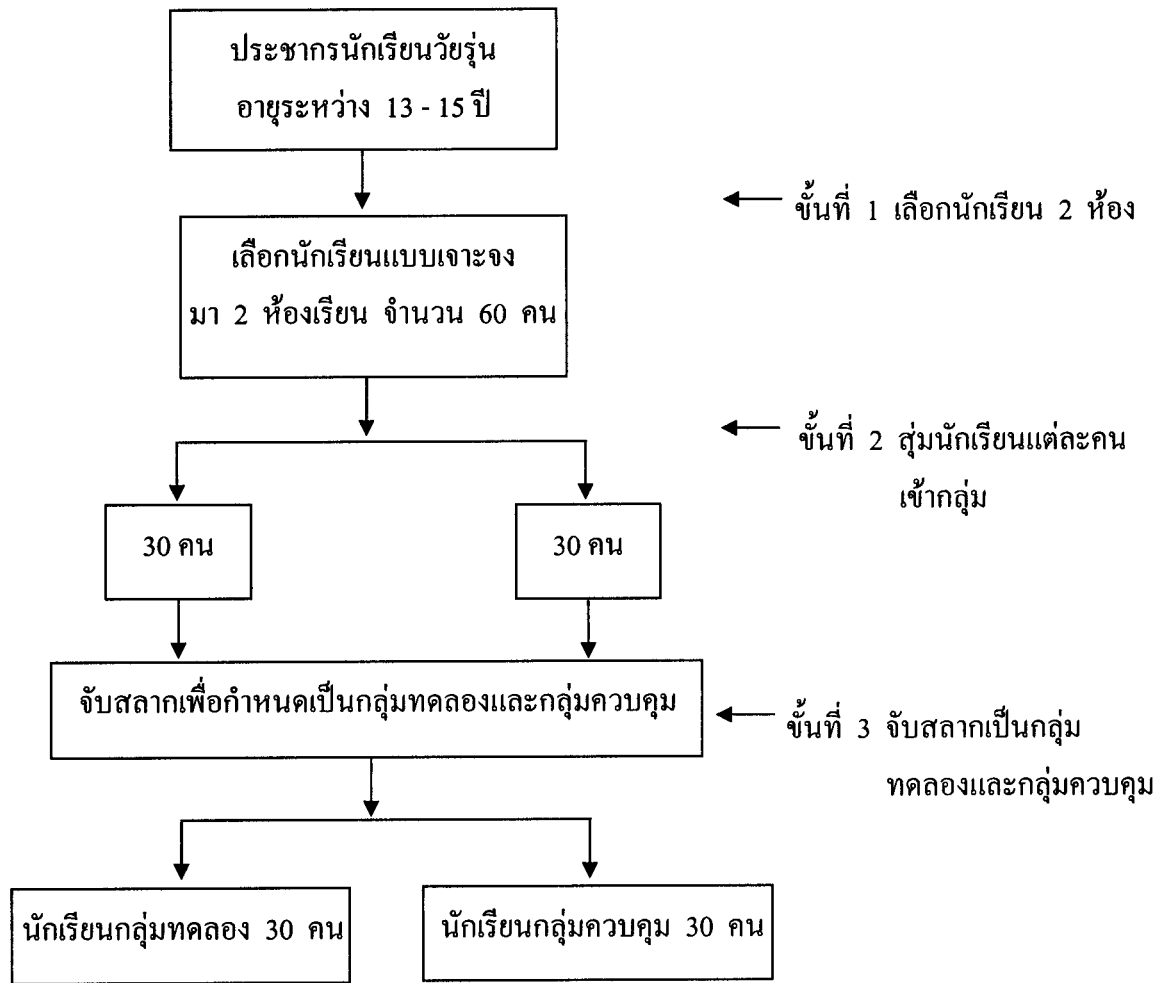 ประชากรนักเรียนวัยรุ่น
อายุระหว่าง 13 - 15 ปี
ขั้นที่ 1 เลือกนักเรียน 2 ห้อง
เลือกนักเรียนแบบเจาะจง
มา 2 ห้องเรียน จำนวน 60 คน
ขั้นที่ 2 สุ่มนักเรียนแต่ละคน
เข้ากลุ่ม
30 คน
30 คน
จับสลากเพื่อกำหนดเป็นกลุ่มทดลองและกลุ่มควบคุม
ขั้นที่ 3 จับสลากเป็นกลุ่ม
ทดลองและกลุ่มควบคุม
นักเรียนกลุ่มทดลอง 30 คน
นักเรียนกลุ่มควบคุม 30 คน